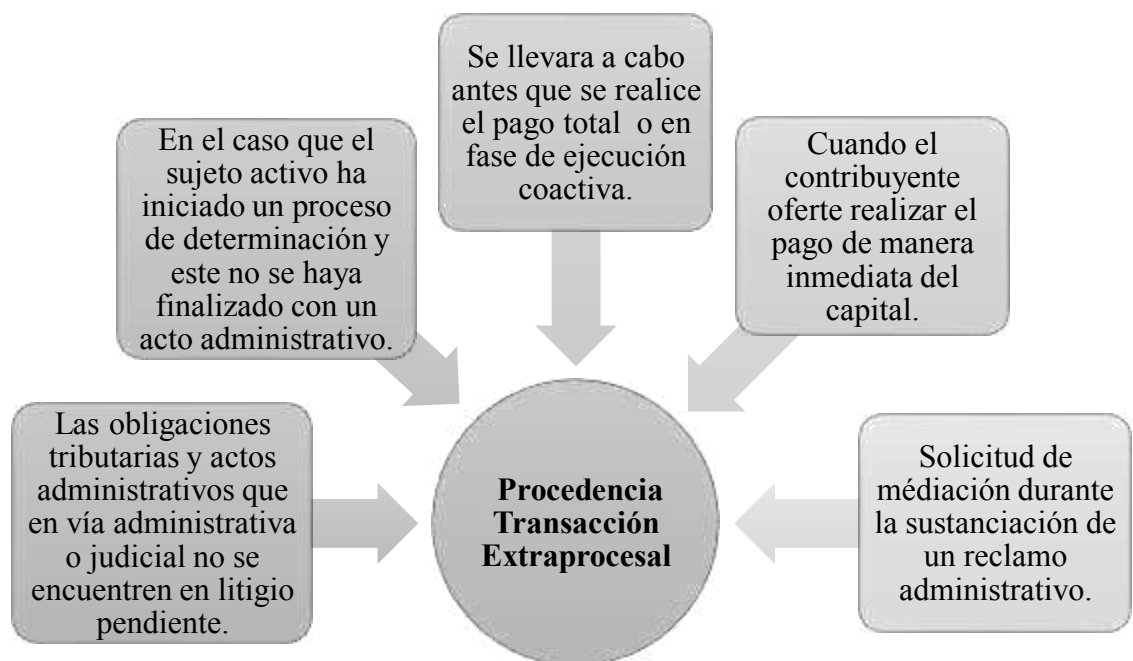 Se llevara a cabo
antes que se realice
el pago total o en
fase de ejecución
coactiva.
En el caso que el
sujeto activo ha
iniciado un proceso
de determinación y
este no se haya
finalizado con un
acto administrativo.
Cuando el
contribuyente
oferte realizar el
pago de manera
inmediata del
capital.
Las obligaciones
tributarias y actos
administrativos que
en vía administrativa
o judicial no se
encuentren en litigio
pendiente.
Procedencia
Transacción
Extraprocesal
Solicitud de
médiación durante
la sustanciación de
un reclamo
administrativo.